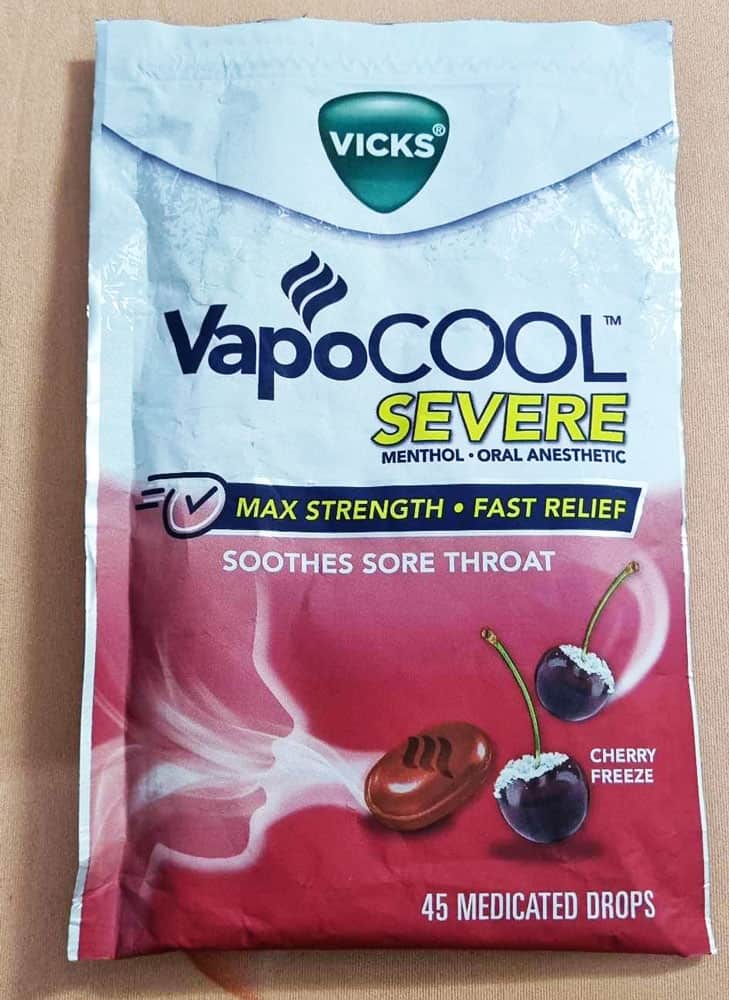 VICKS®
VapoCOOL™
SEVERE
MENTHOL • ORAL ANESTHETIC
MAX STRENGTH • FAST RELIEF
SOOTHES SORE THROAT
CHERRY
FREEZE
45 MEDICATED DROPS